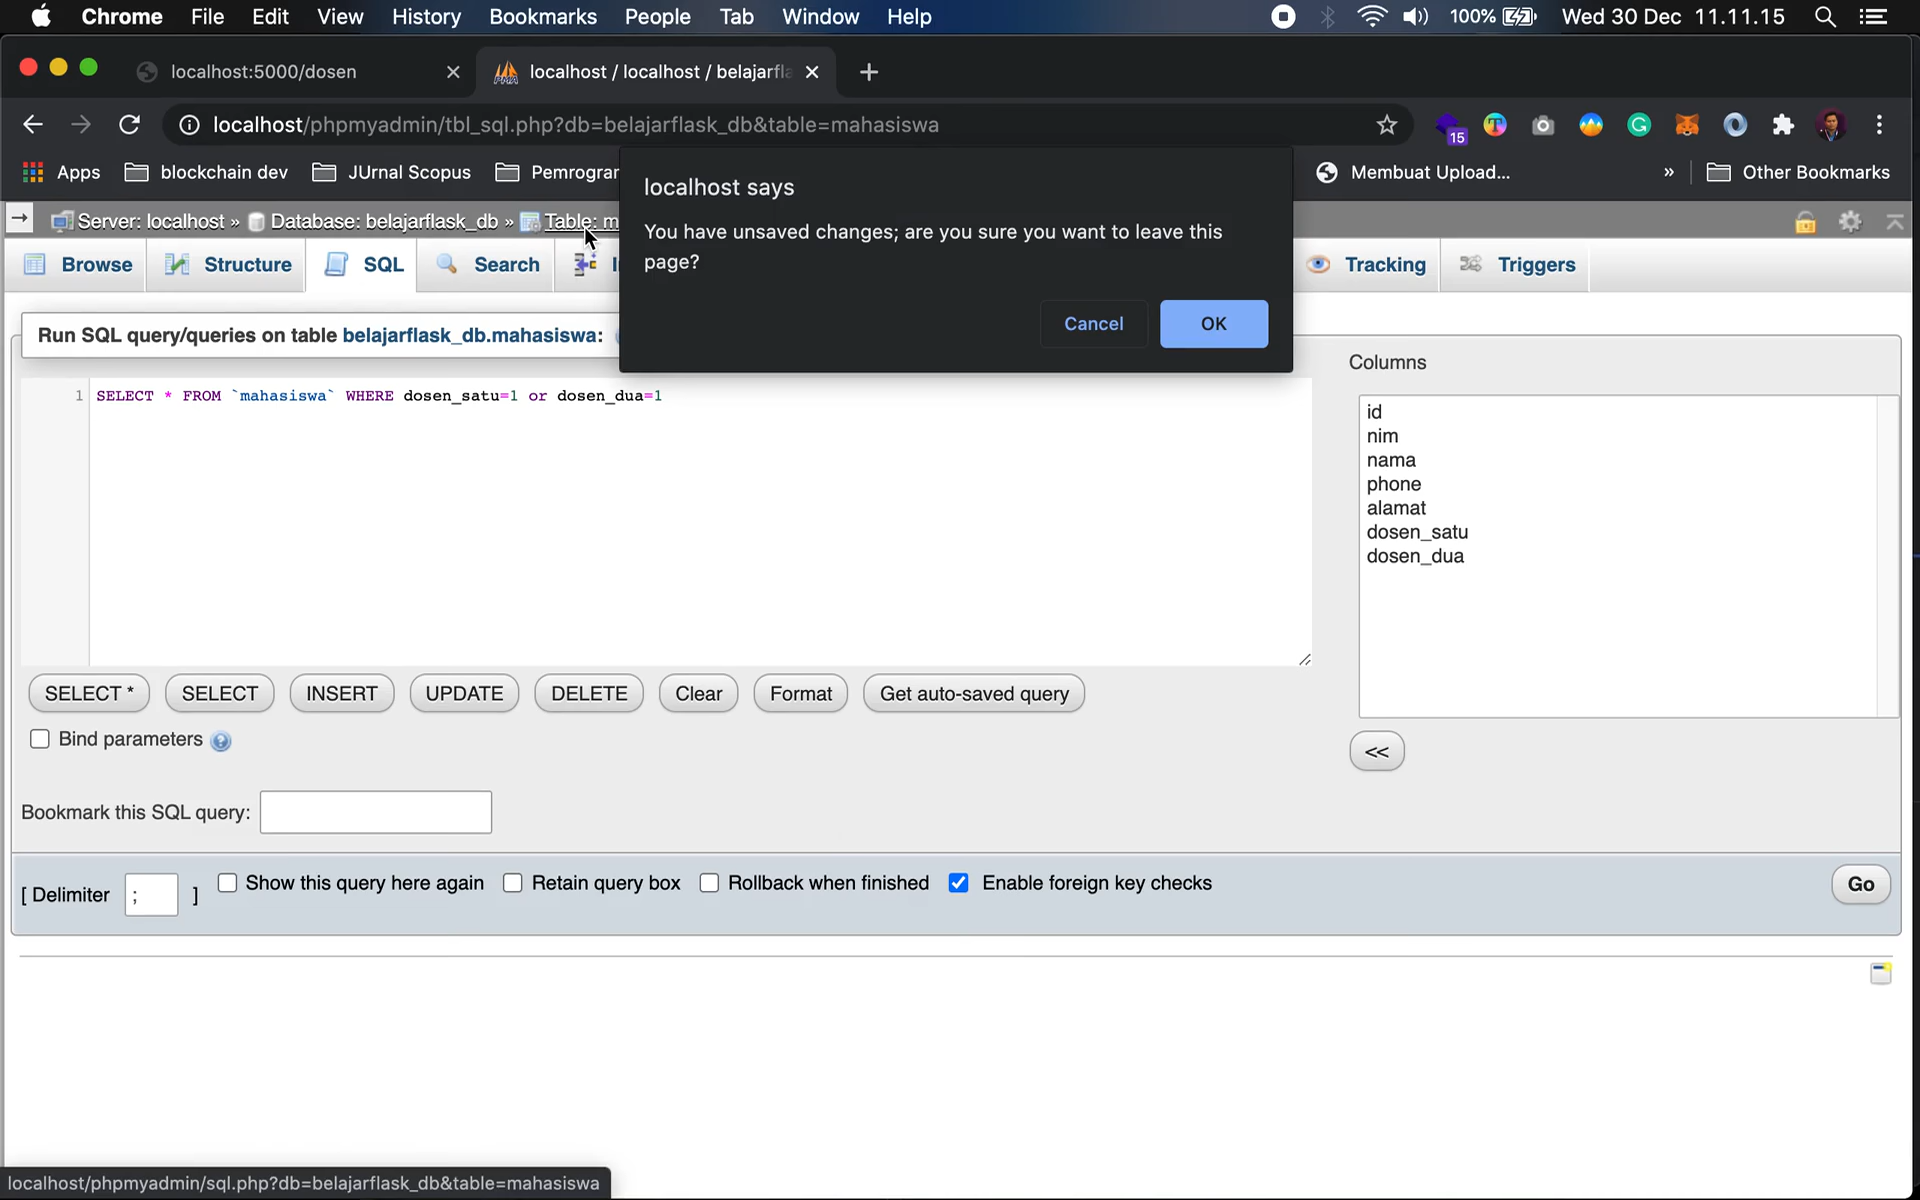 Chrome File Edit View History Bookmarks People Tab Window Help 100% Wed 30 Dec 11.11.15
localhost:5000/dosen localhost / localhost / belajarfla
localhost/phpmyadmin/tbl_sql.php?db=belajarflask_db&table=mahasiswa 15
Apps blockchain dev JUrnal Scopus Pemrogra Membuat Upload... » Other Bookmarks
localhost says
You have unsaved changes; are you sure you want to leave this
page?
Cancel OK
Server: localhost » Database: belajarflask_db » Table: m
Browse Structure SQL Search Tracking Triggers
Run SQL query/queries on table belajarflask_db.mahasiswa:
1 SELECT * FROM `mahasiswa` WHERE dosen_satu=1 or dosen_dua=1
Columns
id
nim
nama
phone
alamat
dosen_satu
dosen_dua
<<
SELECT * SELECT INSERT UPDATE DELETE Clear Format Get auto-saved query
Bind parameters
Bookmark this SQL query:
[ Delimiter ; ] Show this query here again Retain query box Rollback when finished Enable foreign key checks Go
localhost/phpmyadmin/sql.php?db=belajarflask_db&table=mahasiswa